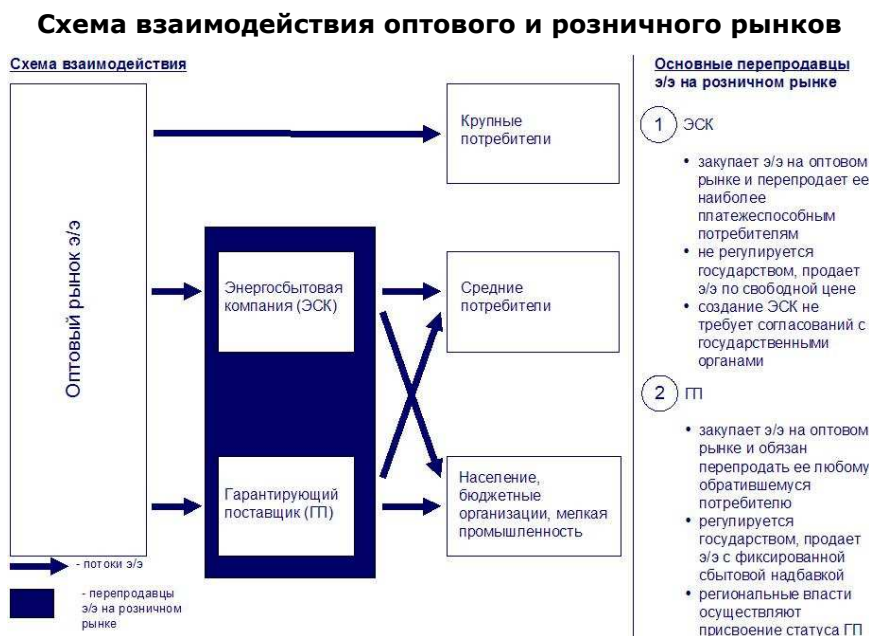 Схема взаимодействия оптового и розничного рынков
Схема взаимодействия
Оптовый рынок э/э
Крупные
потребители
Энергосбытовая
компания (ЭСК)
Средние
потребители
Гарантирующий
поставщик (ГП)
Население,
бюджетные
организации, мелкая
промышленность
- потоки э/э
- перепродавцы
э/э на розничном
рынке
Основные перепродавцы
э/э на розничном рынке
1 ЭСК
• закупает э/э на оптовом
рынке и перепродает ее
наиболее
платежеспособным
потребителям
• не регулируется
государством, продает
э/э по свободной цене
• создание ЭСК не
требует согласований с
государственными
органами
2 ГП
• закупает э/э на оптовом
рынке и обязан
перепродать ее любому
обратившемуся
потребителю
• регулируется
государством, продает
э/э с фиксированной
сбытовой надбавкой
• региональные власти
осуществляют
присвоение статуса ГП